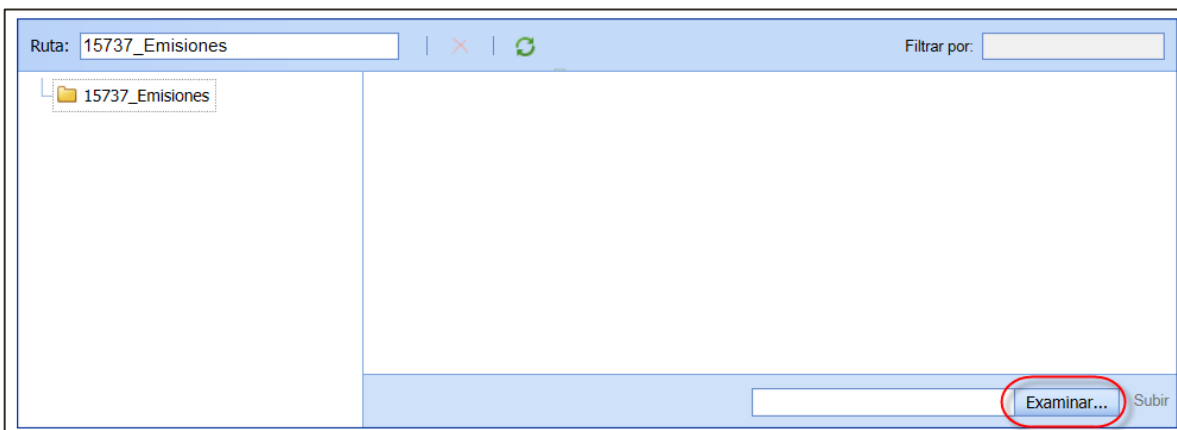 Ruta: 15737_Emisiones Filtrar por:
15737_Emisiones
Examinar... Subir